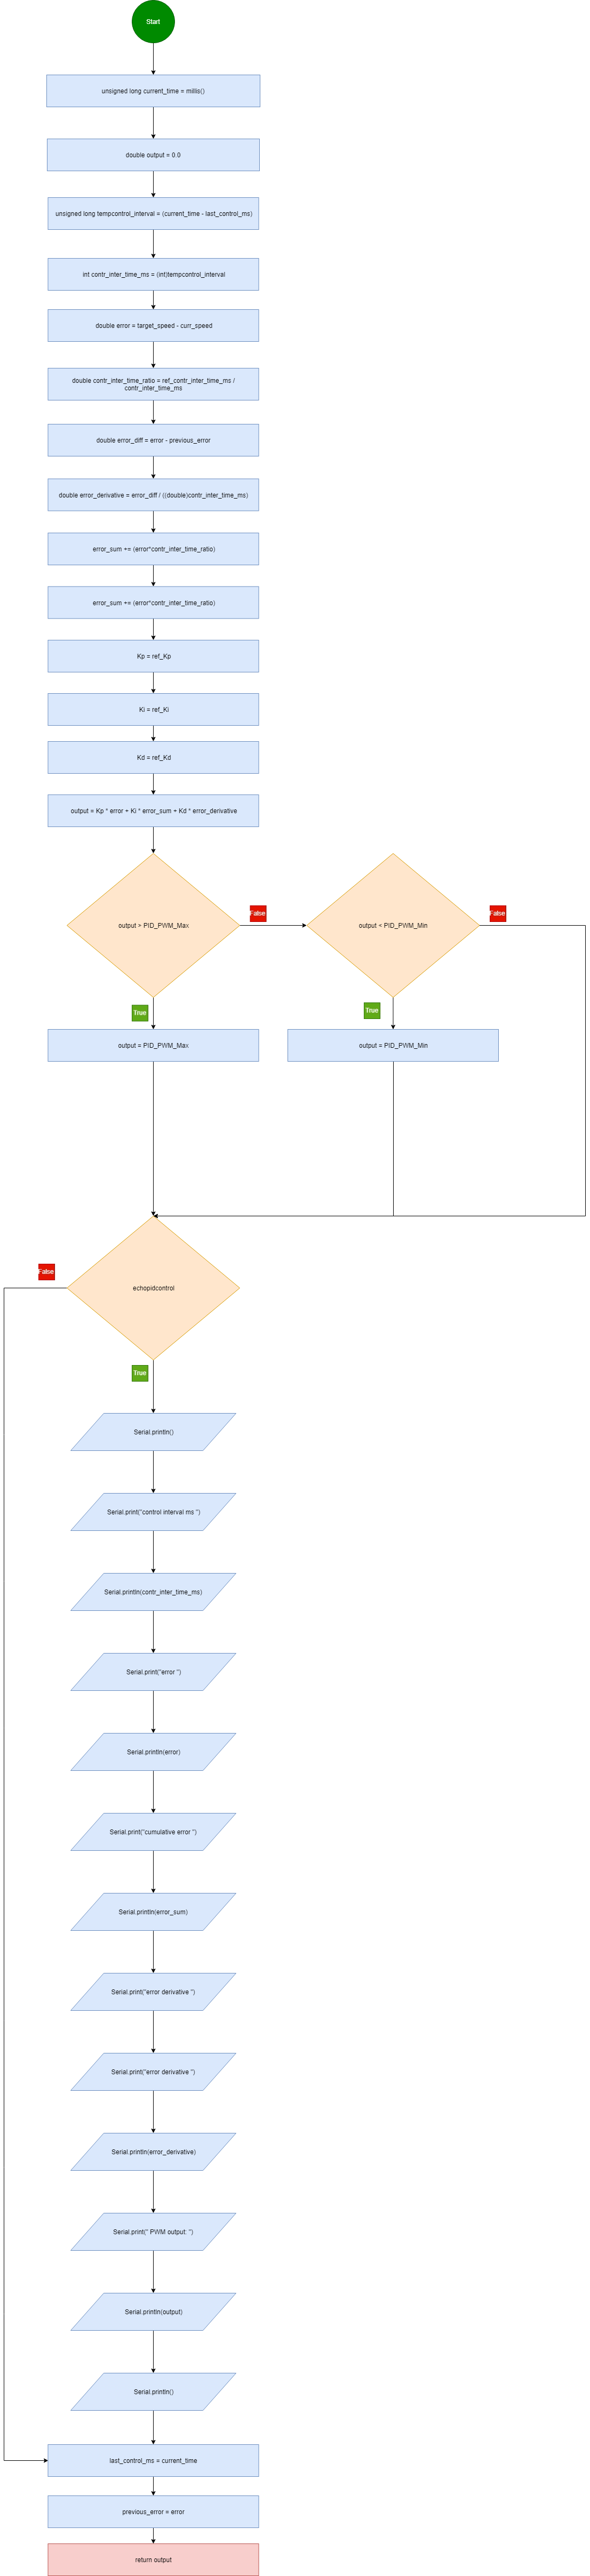 Start
unsigned long current_time = millis()
double output = 0.0
unsigned long tempcontrol_interval = (current_time - last_control_ms)
int contr_inter_time_ms = (int)tempcontrol_interval
double error = target_speed - curr_speed
double contr_inter_time_ratio = ref_contr_inter_time_ms /
contr_inter_time_ms
double error_diff = error - previous_error
double error_derivative = error_diff / ((double)contr_inter_time_ms)
error_sum += (error*contr_inter_time_ratio)
error_sum += (error*contr_inter_time_ratio)
Kp = ref_Kp
Ki = ref_Ki
Kd = ref_Kd
output = Kp * error + Ki * error_sum + Kd * error_derivative
output > PID_PWM_Max
False
output < PID_PWM_Min
False
True
True
output = PID_PWM_Max
output = PID_PWM_Min
False
echopidcontrol
True
Serial.println()
Serial.print("control interval ms ")
Serial.println(contr_inter_time_ms)
Serial.print("error ")
Serial.println(error)
Serial.print("cumulative error ")
Serial.println(error_sum)
Serial.print("error derivative ")
Serial.print("error derivative ")
Serial.println(error_derivative)
Serial.print(" PWM output: ")
Serial.println(output)
Serial.println()
last_control_ms = current_time
previous_error = error
return output